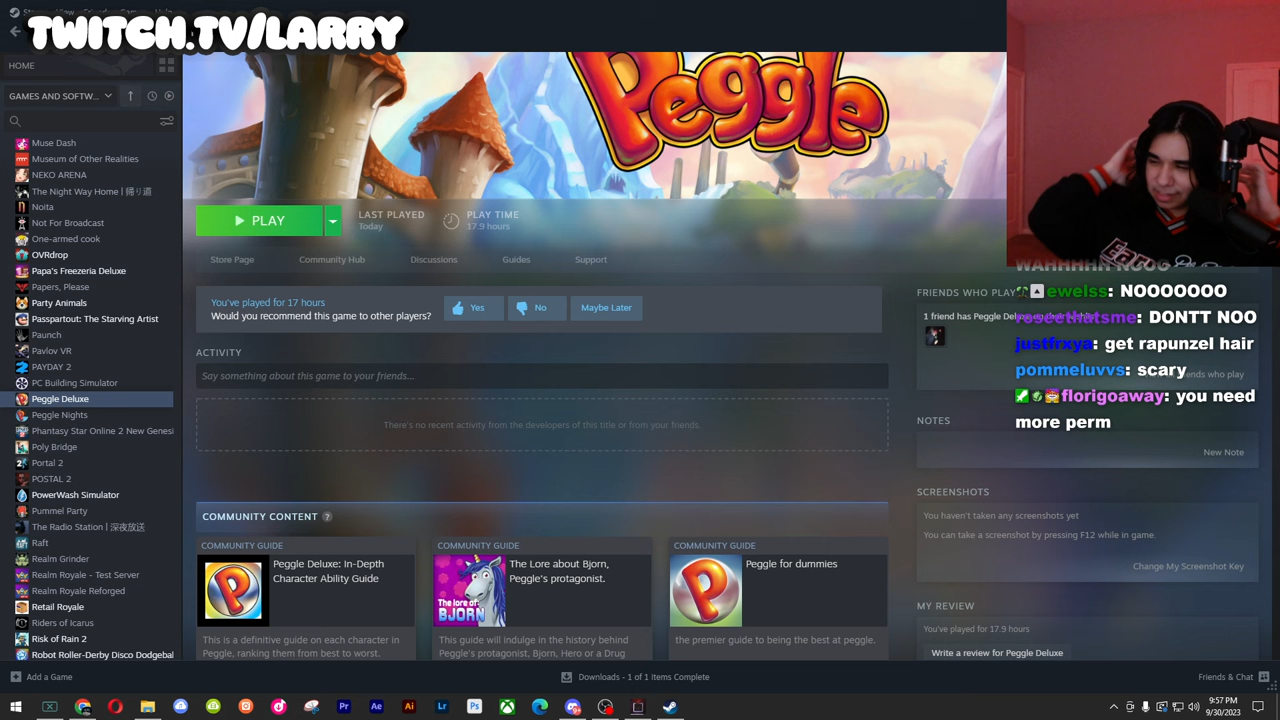 TWITCH.TV/LARRY
HOME
GAMES AND SOFTW...
Muse Dash
Museum of Other Realities
NEKO ARENA
The Night Way Home | 帰り道
Noita
Not For Broadcast
One-armed cook
OVRdrop
Papa's Freezeria Deluxe
Papers, Please
Party Animals
Passpartout: The Starving Artist
Paunch
Pavlov VR
PAYDAY 2
PC Building Simulator
Peggle Deluxe
Peggle Nights
Phantasy Star Online 2 New Genesi
Poly Bridge
Portal 2
POSTAL 2
PowerWash Simulator
Pummel Party
The Radio Station | 深夜放送
Raft
Realm Grinder
Realm Royale - Test Server
Realm Royale Reforged
Retail Royale
Riders of Icarus
Risk of Rain 2
Robot Roller-Derby Disco Dodgebal
Add a Game
Peggle
PLAY
LAST PLAYED
Today
PLAY TIME
17.9 hours
Store Page
Community Hub
Discussions
Guides
Support
You've played for 17 hours
Would you recommend this game to other players?
Yes
No
Maybe Later
ACTIVITY
Say something about this game to your friends...
There's no recent activity from the developers of this title or from your friends.
COMMUNITY CONTENT ?
COMMUNITY GUIDE
Peggle Deluxe: In-Depth
Character Ability Guide
This is a definitive guide on each character in
Peggle, ranking them from best to worst.
COMMUNITY GUIDE
the lore of
BJORN
The Lore about Bjorn,
Peggle's protagonist.
This guide will indulge in the history behind
Peggle's protagonist, Bjorn, Hero or a Drug
COMMUNITY GUIDE
Peggle for dummies
the premier guide to being the best at peggle.
Downloads - 1 of 1 Items Complete
FRIENDS WHO PLAY
1 friend has Peggle
ewelss: NOOOOOOO
roseethatsme: DONTT NOO
justfrxya: get rapunzel hair
pommeluvvs: scary
ends who play
florigoaway: you need
more perm
NOTES
New Note
SCREENSHOTS
You haven't taken any screenshots yet
You can take a screenshot by pressing F12 while in game.
Change My Screenshot Key
MY REVIEW
You've played for 17.9 hours
Write a review for Peggle Deluxe
Friends & Chat
9:57 PM
9/30/2023